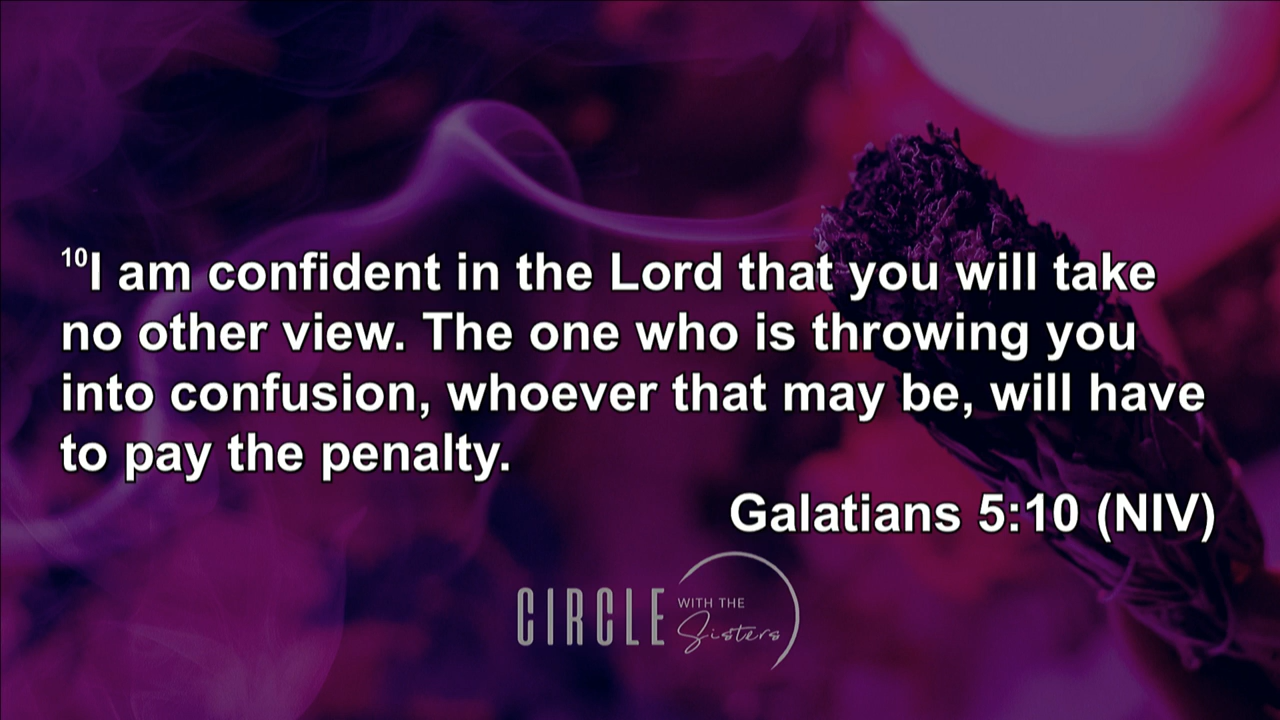 10I am confident in the Lord that you will take
no other view. The one who is throwing you
into confusion, whoever that may be, will have
to pay the penalty.
Galatians 5:10 (NIV)
CIRCLE WITH THE
Sisters